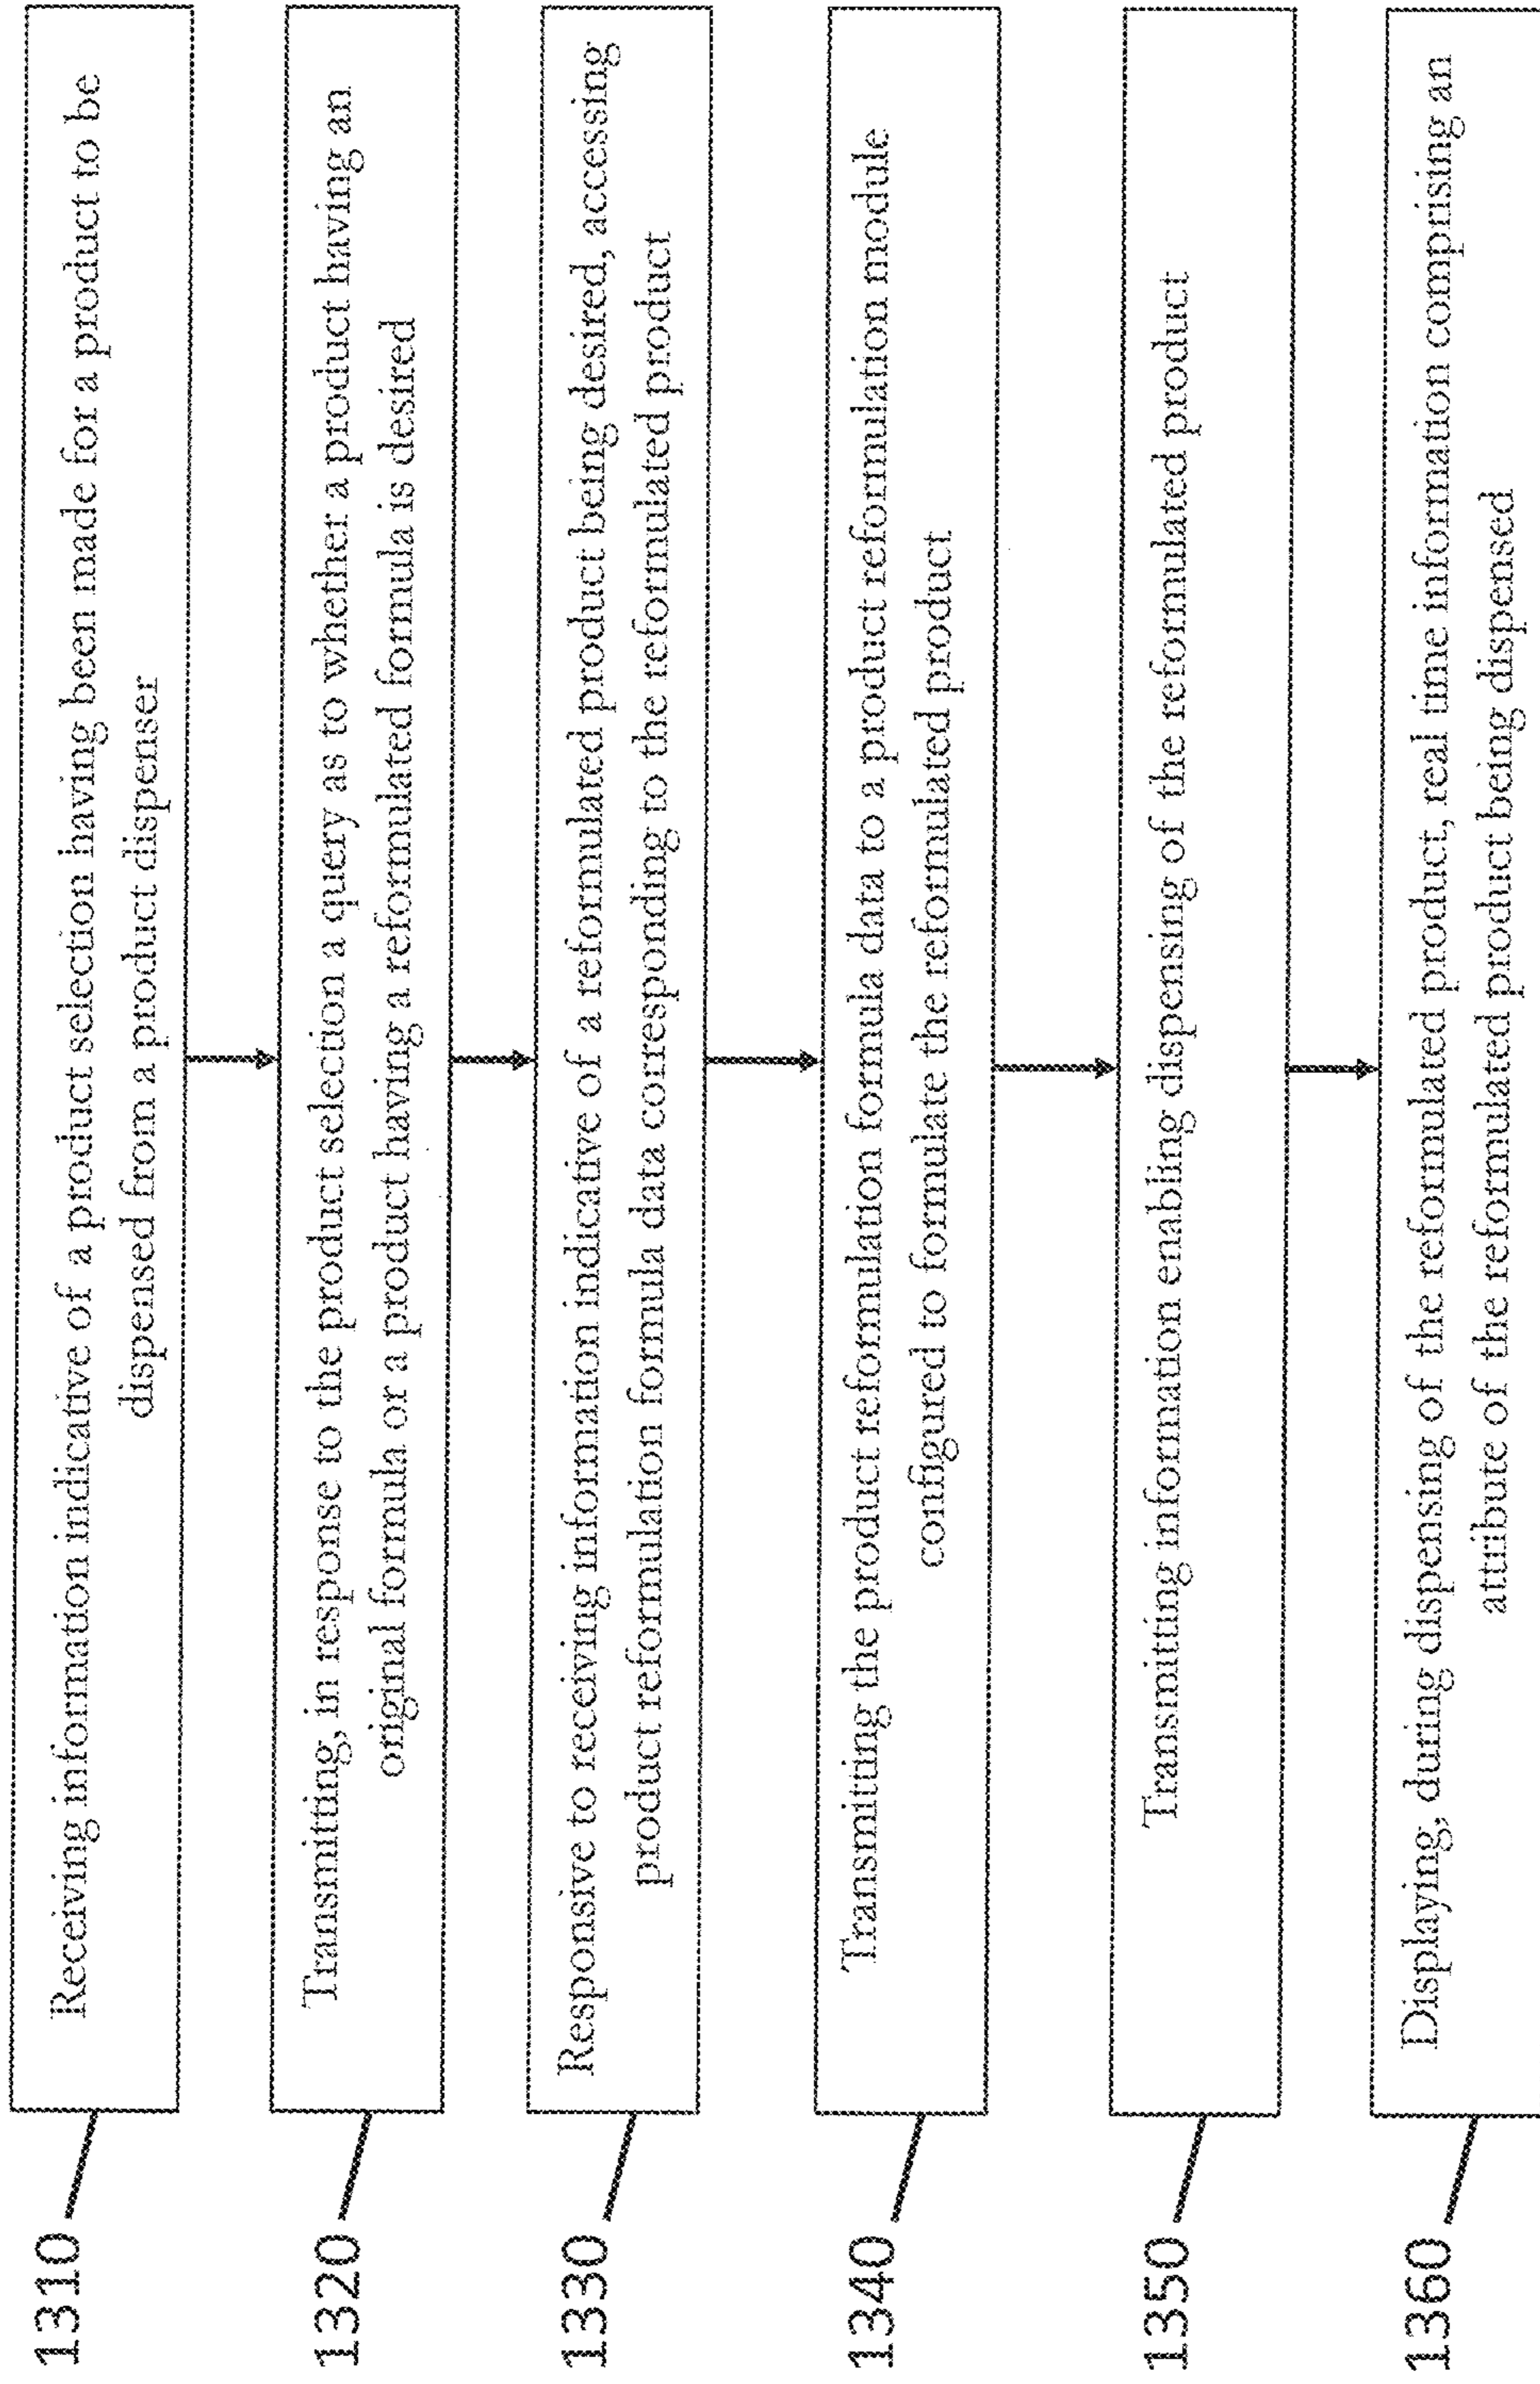 1310
Receiving information indicative of a product selection having been made for a product to be
dispensed from a product dispenser
1320
Transmitting, in response to the product selection a query as to whether a product having an
original formula or a product having a reformulated formula is desired
1330
Responsive to receiving information indicative of a reformulated product being desired, accessing
product reformulation formula data corresponding to the reformulated product
1340
Transmitting the product reformulation formula data to a product reformulation module
configured to formulate the reformulated product
1350
Transmitting information enabling dispensing of the reformulated product
1360
Displaying, during dispensing of the reformulated product, real time information comprising an
attribute of the reformulated product being dispensed